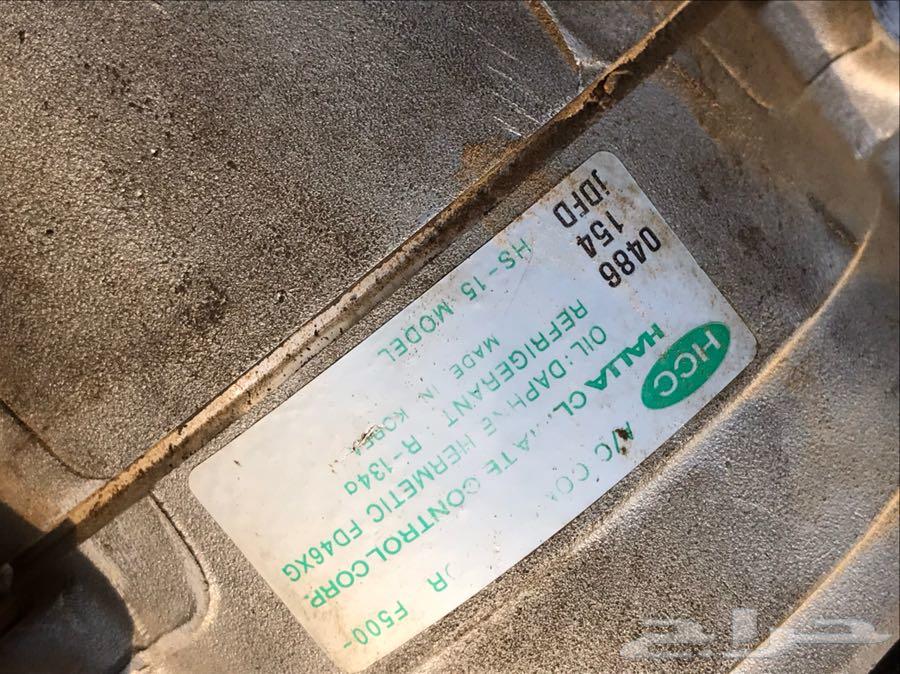 HCC
A/C COM OR F500-
HALLA CLIMATE CONTROL CORP.
OIL:DAPHNE HERMETIC FD46XG
REFRIGERANT : R-134a
MADE IN KOREA
HS-15 MODEL
0486
154
jDFD